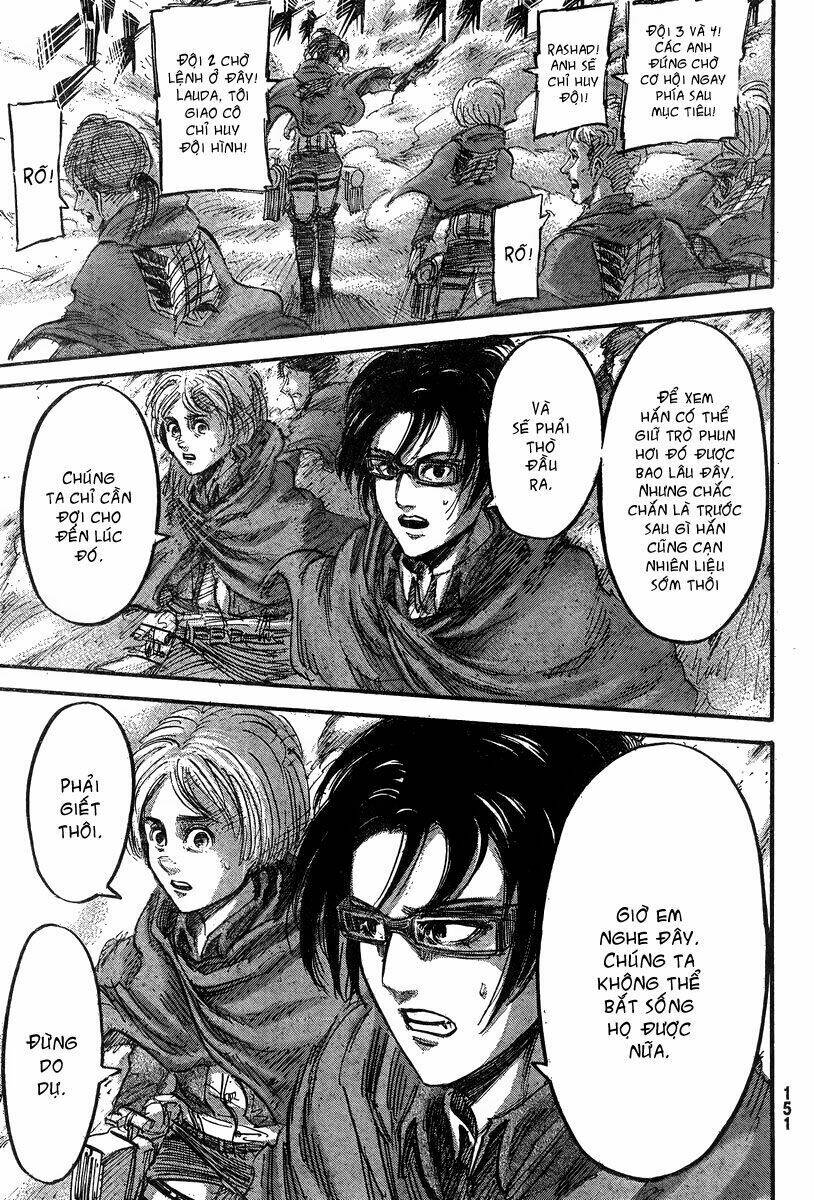 ĐỘI 3 VÀ 4!
CÁC ANH
ĐỨNG CHỜ
CƠ HỘI NGAY
PHÍA SAU
MỤC TIÊU!
RASHAD!
ANH SẼ
CHỈ HUY
ĐỘI!
RÕ!
ĐỘI 2 CHỜ
LỆNH Ở ĐÂY!
LAUDA, TÔI
GIAO CÔ
CHỈ HUY
ĐỘI HÌNH!
RÕ!
ĐỂ XEM
HẮN CÓ THỂ
GIỮ TRÒ PHUN
HƠI ĐÓ ĐƯỢC
BAO LÂU ĐÂY.
NHƯNG CHẮC
CHẮN LÀ TRƯỚC
SAU GÌ HẮN
CŨNG CẠN
NHIÊN LIỆU
SỚM THÔI
VÀ
SẼ PHẢI
THÒ ĐẦU
RA.
CHÚNG
TA CHỈ CẦN
ĐỢI CHO
ĐẾN LÚC
ĐÓ.
GIỜ EM
NGHE ĐÂY.
CHÚNG TA
KHÔNG THỂ
BẮT SỐNG
HỌ ĐƯỢC
NỮA.
PHẢI
GIẾT
THÔI.
ĐỪNG
DO
DỰ.
151